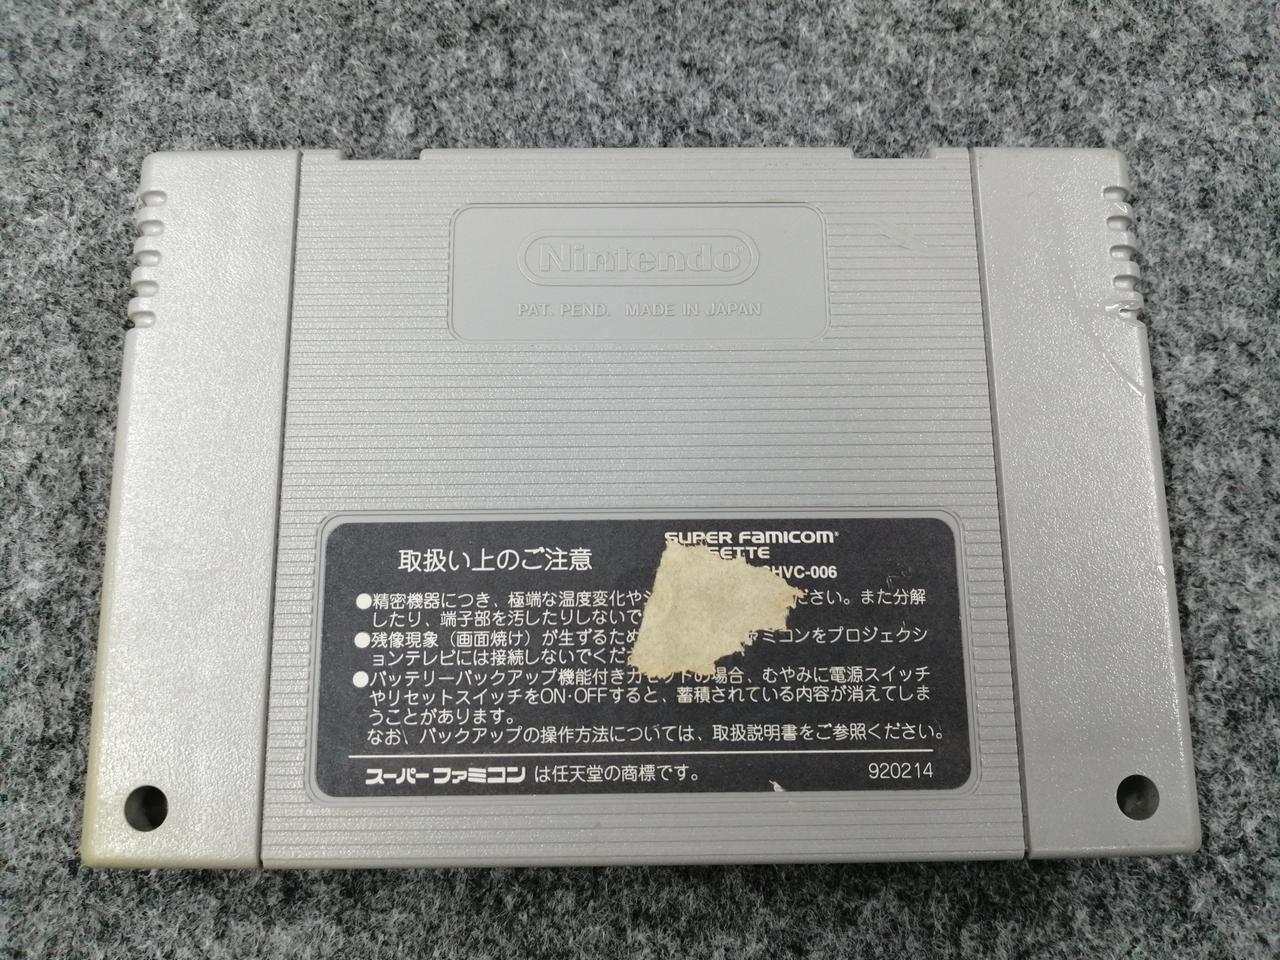 Nintendo®
PAT. PEND. MADE IN JAPAN
SUPER FAMICOM®
取扱い上のご注意
SETTE
SHVC-006
●精密機器につき、極端な温度変化や ださい。また分解
したり、端子部を汚したりしないで
●残像現象（画面焼け）が生ずるため ァミコンをプロジェクシ
ョンテレビには接続しないでくだ
●バッテリーバックアップ機能付きカセットの場合、むやみに電源スイッチ
やリセットスイッチをON·OFFすると、蓄積されている内容が消えてしま
うことがあります。
なお、バックアップの操作方法については、取扱説明書をご参照ください。
スーパーファミコン は任天堂の商標です。
920214